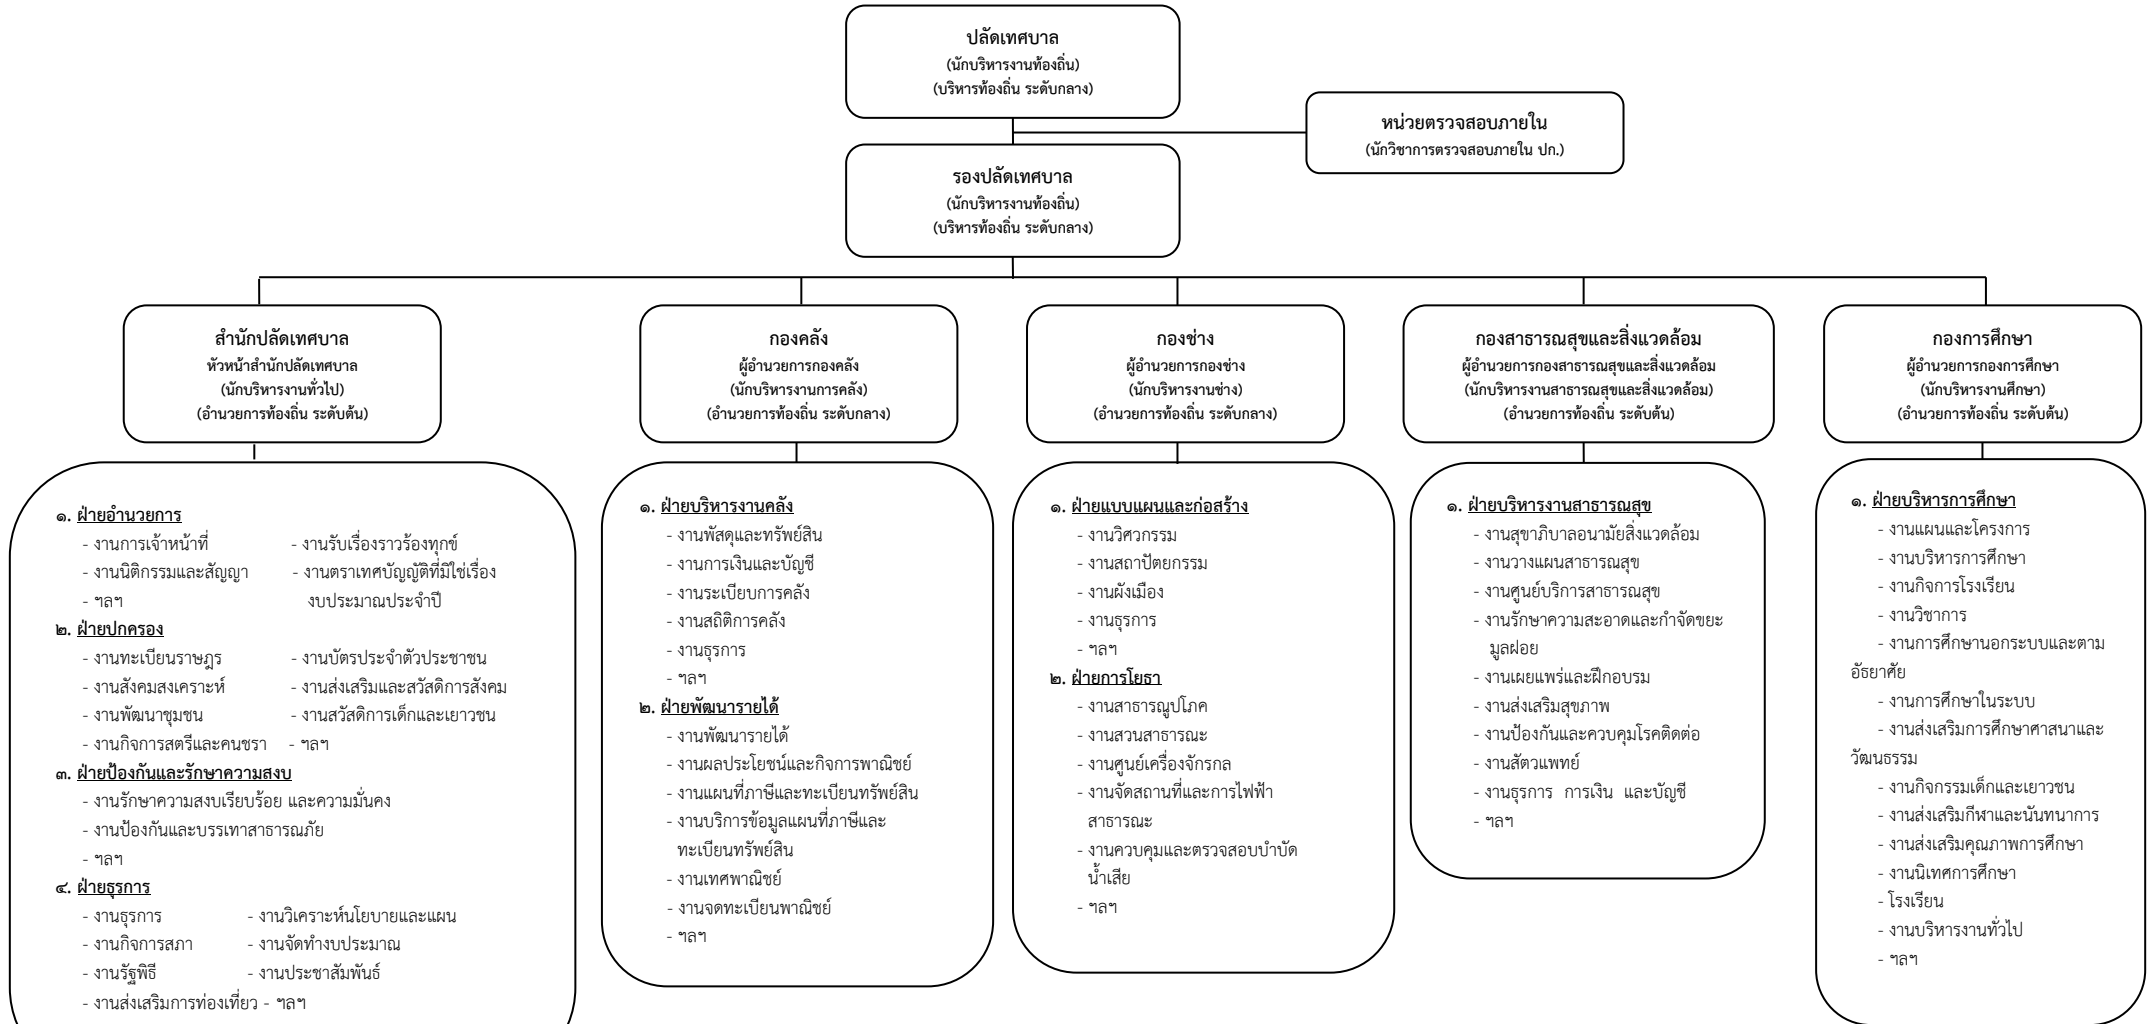 ปลัดเทศบาล
(นักบริหารงานท้องถิ่น)
(บริหารท้องถิ่น ระดับกลาง)
หน่วยตรวจสอบภายใน
(นักวิชาการตรวจสอบภายใน ปก.)
รองปลัดเทศบาล
(นักบริหารงานท้องถิ่น)
(บริหารท้องถิ่น ระดับกลาง)
สำนักปลัดเทศบาล
หัวหน้าสำนักปลัดเทศบาล
(นักบริหารงานทั่วไป)
(อำนวยการท้องถิ่น ระดับต้น)
กองคลัง
ผู้อำนวยการกองคลัง
(นักบริหารงานการคลัง)
(อำนวยการท้องถิ่น ระดับกลาง)
กองช่าง
ผู้อำนวยการกองช่าง
(นักบริหารงานช่าง)
(อำนวยการท้องถิ่น ระดับกลาง)
กองสาธารณสุขและสิ่งแวดล้อม
ผู้อำนวยการกองสาธารณสุขและสิ่งแวดล้อม
(นักบริหารงานสาธารณสุขและสิ่งแวดล้อม)
(อำนวยการท้องถิ่น ระดับต้น)
กองการศึกษา
ผู้อำนวยการกองการศึกษา
(นักบริหารงานศึกษา)
(อำนวยการท้องถิ่น ระดับต้น)
๑. ฝ่ายอำนวยการ
- งานการเจ้าหน้าที่ - งานรับเรื่องราวร้องทุกข์
- งานนิติกรรมและสัญญา - งานตราเทศบัญญัติที่มิใช่เรื่อง
- ฯลฯ งบประมาณประจำปี
๒. ฝ่ายปกครอง
- งานทะเบียนราษฎร - งานบัตรประจำตัวประชาชน
- งานสังคมสงเคราะห์ - งานส่งเสริมและสวัสดิการสังคม
- งานพัฒนาชุมชน - งานสวัสดิการเด็กและเยาวชน
- งานกิจการสตรีและคนชรา - ฯลฯ
๓. ฝ่ายป้องกันและรักษาความสงบ
- งานรักษาความสงบเรียบร้อย และความมั่นคง
- งานป้องกันและบรรเทาสาธารณภัย
- ฯลฯ
๔. ฝ่ายธุรการ
- งานธุรการ - งานวิเคราะห์นโยบายและแผน
- งานกิจการสภา - งานจัดทำงบประมาณ
- งานรัฐพิธี - งานประชาสัมพันธ์
- งานส่งเสริมการท่องเที่ยว - ฯลฯ
๑. ฝ่ายบริหารงานคลัง
- งานพัสดุและทรัพย์สิน
- งานการเงินและบัญชี
- งานระเบียบการคลัง
- งานสถิติการคลัง
- งานธุรการ
- ฯลฯ
๒. ฝ่ายพัฒนารายได้
- งานพัฒนารายได้
- งานผลประโยชน์และกิจการพาณิชย์
- งานแผนที่ภาษีและทะเบียนทรัพย์สิน
- งานบริการข้อมูลแผนที่ภาษีและ
ทะเบียนทรัพย์สิน
- งานเทศพาณิชย์
- งานจดทะเบียนพาณิชย์
- ฯลฯ
๑. ฝ่ายแบบแผนและก่อสร้าง
- งานวิศวกรรม
- งานสถาปัตยกรรม
- งานผังเมือง
- งานธุรการ
- ฯลฯ
๒. ฝ่ายการโยธา
- งานสาธารณูปโภค
- งานสวนสาธารณะ
- งานศูนย์เครื่องจักรกล
- งานจัดสถานที่และการไฟฟ้า
สาธารณะ
- งานควบคุมและตรวจสอบบำบัด
น้ำเสีย
- ฯลฯ
๑. ฝ่ายบริหารงานสาธารณสุข
- งานสุขาภิบาลอนามัยสิ่งแวดล้อม
- งานวางแผนสาธารณสุข
- งานศูนย์บริการสาธารณสุข
- งานรักษาความสะอาดและกำจัดขยะ
มูลฝอย
- งานเผยแพร่และฝึกอบรม
- งานส่งเสริมสุขภาพ
- งานป้องกันและควบคุมโรคติดต่อ
- งานสัตวแพทย์
- งานธุรการ การเงิน และบัญชี
- ฯลฯ
๑. ฝ่ายบริหารการศึกษา
- งานแผนและโครงการ
- งานบริหารการศึกษา
- งานกิจการโรงเรียน
- งานวิชาการ
- งานการศึกษานอกระบบและตาม
อัธยาศัย
- งานการศึกษาในระบบ
- งานส่งเสริมการศึกษาศาสนาและ
วัฒนธรรม
- งานกิจกรรมเด็กและเยาวชน
- งานส่งเสริมกีฬาและนันทนาการ
- งานส่งเสริมคุณภาพการศึกษา
- งานนิเทศการศึกษา
- โรงเรียน
- งานบริหารงานทั่วไป
- ฯลฯ